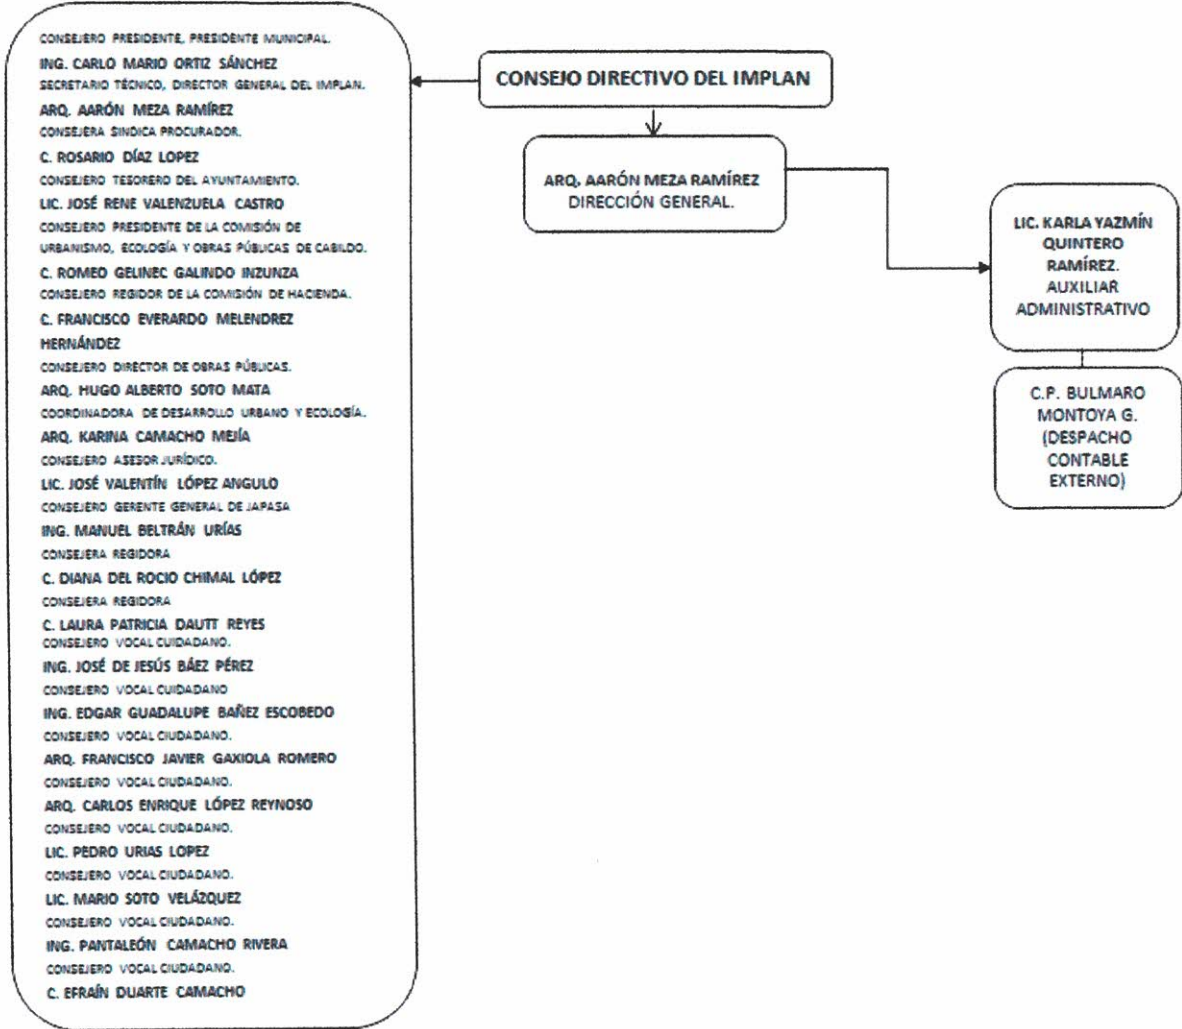 CONSEJERO PRESIDENTE, PRESIDENTE MUNICIPAL.
ING. CARLO MARIO ORTIZ SÁNCHEZ
SECRETARIO TÉCNICO, DIRECTOR GENERAL DEL IMPLAN.
ARQ. AARÓN MEZA RAMÍREZ
CONSEJERA SINDICA PROCURADOR.
C. ROSARIO DÍAZ LOPEZ
CONSEJERO TESORERO DEL AYUNTAMIENTO.
LIC. JOSÉ RENE VALENZUELA CASTRO
CONSEJERO PRESIDENTE DE LA COMISIÓN DE
URBANISMO, ECOLOGÍA Y OBRAS PÚBLICAS DE CABILDO.
C. ROMEO GELINEC GALINDO INZUNZA
CONSEJERO REGIDOR DE LA COMISIÓN DE HACIENDA.
C. FRANCISCO EVERARDO MELENDREZ
HERNÁNDEZ
CONSEJERO DIRECTOR DE OBRAS PÚBLICAS.
ARQ. HUGO ALBERTO SOTO MATA
COORDINADORA DE DESARROLLO URBANO Y ECOLOGÍA.
ARQ. KARINA CAMACHO MEJÍA
CONSEJERO ASESOR JURÍDICO.
LIC. JOSÉ VALENTÍN LÓPEZ ANGULO
CONSEJERO GERENTE GENERAL DE JAPASA
ING. MANUEL BELTRÁN URÍAS
CONSEJERA REGIDORA
C. DIANA DEL ROCIO CHIMAL LÓPEZ
CONSEJERA REGIDORA
C. LAURA PATRICIA DAUTT REYES
CONSEJERO VOCAL CUIDADANO.
ING. JOSÉ DE JESÚS BÁEZ PÉREZ
CONSEJERO VOCAL CUIDADANO
ING. EDGAR GUADALUPE BAÑEZ ESCOBEDO
CONSEJERO VOCAL CIUDADANO.
ARQ. FRANCISCO JAVIER GAXIOLA ROMERO
CONSEJERO VOCAL CIUDADANO.
ARQ. CARLOS ENRIQUE LÓPEZ REYNOSO
CONSEJERO VOCAL CIUDADANO.
LIC. PEDRO URIAS LOPEZ
CONSEJERO VOCAL CIUDADANO.
LIC. MARIO SOTO VELÁZQUEZ
CONSEJERO VOCAL CIUDADANO.
ING. PANTALEÓN CAMACHO RIVERA
CONSEJERO VOCAL CIUDADANO.
C. EFRAÍN DUARTE CAMACHO
CONSEJO DIRECTIVO DEL IMPLAN
ARQ. AARÓN MEZA RAMÍREZ
DIRECCIÓN GENERAL.
LIC. KARLA YAZMÍN
QUINTERO
RAMÍREZ.
AUXILIAR
ADMINISTRATIVO
C.P. BULMARO
MONTOYA G.
(DESPACHO
CONTABLE
EXTERNO)